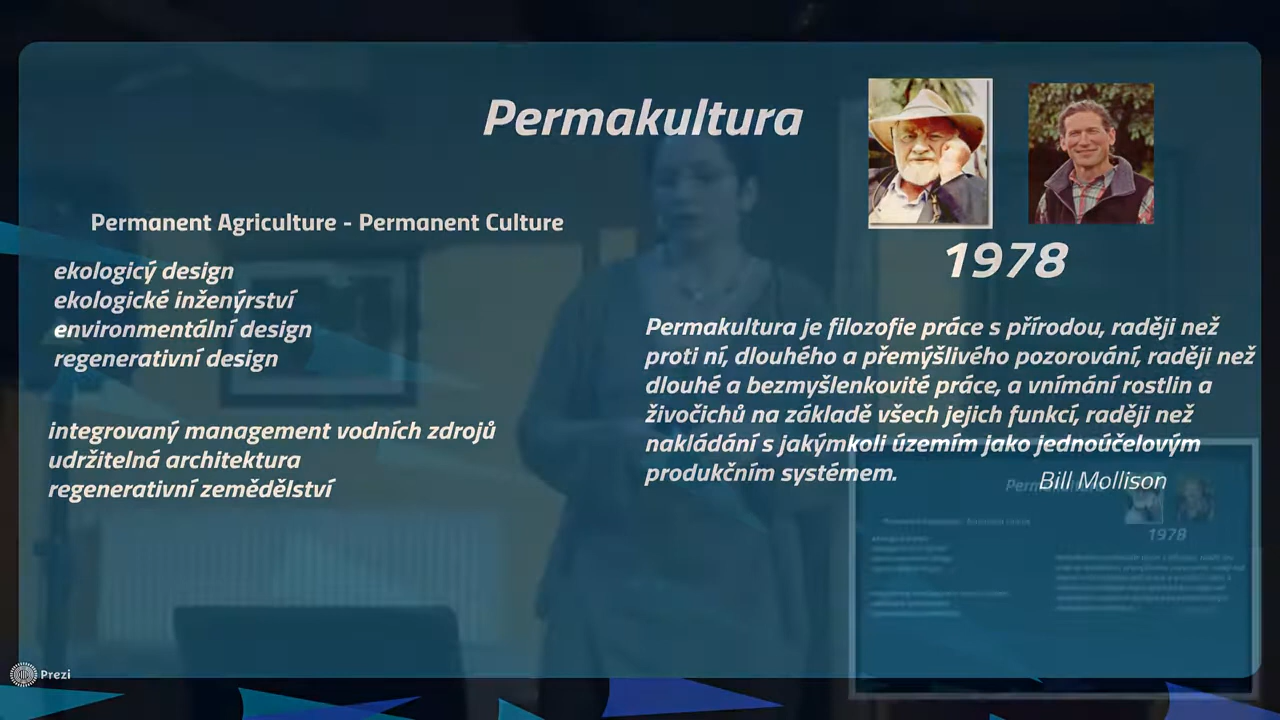 Permakultura
1978
Permanent Agriculture - Permanent Culture
ekologicý design
ekologické inženýrství
environmentální design
regenerativní design
integrovaný management vodních zdrojů
udržitelná architektura
regenerativní zemědělství
Permakultura je filozofie práce s přírodou, raději než
proti ní, dlouhého a přemýšlivého pozorování, raději než
dlouhé a bezmyšlenkovité práce, a vnímání rostlin a
živočichů na základě všech jejich funkcí, raději než
nakládání s jakýmkoli územím jako jednoúčelovým
produkčním systémem.
Bill Mollison
1978
Prezi